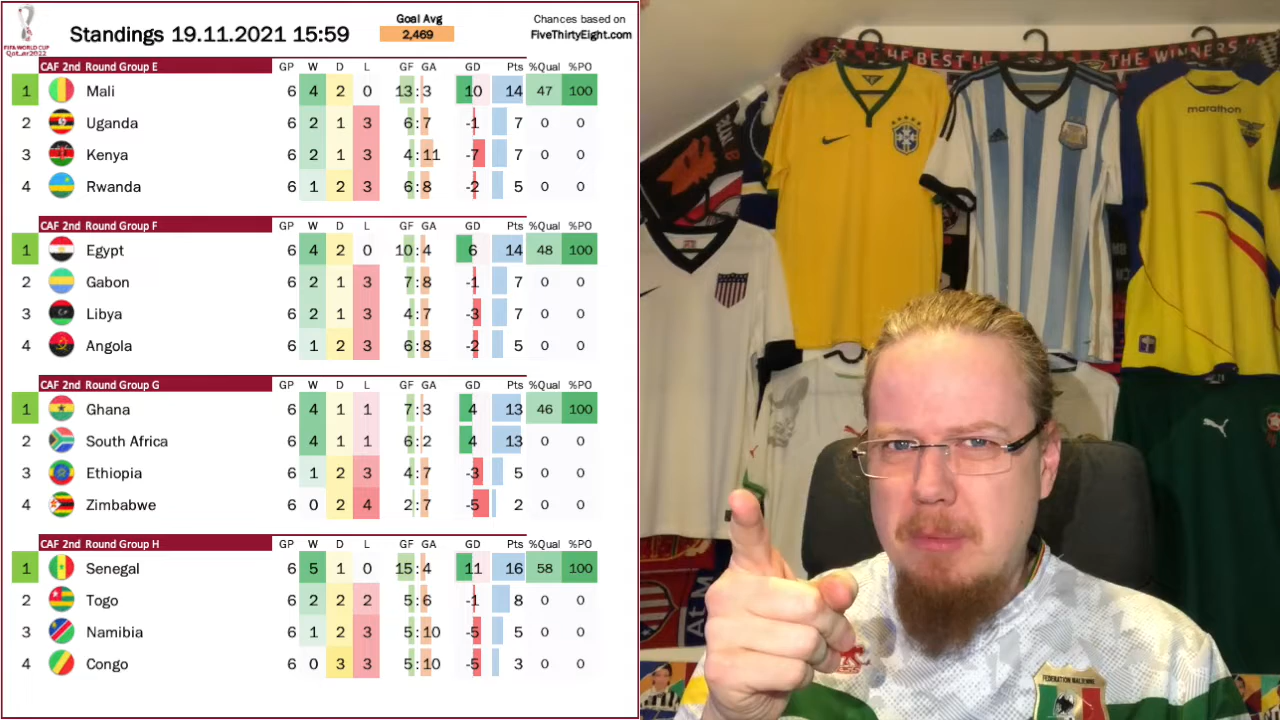 FIFA WORLD CUP
Qat_ar2022
Standings 19.11.2021 15:59
Goal Avg
2,469
Chances based on
FiveThirtyEight.com
CAF 2nd Round Group E GP W D L GF GA GD Pts %Qual %PO
1 Mali 6 4 2 0 13:3 10 14 47 100
2 Uganda 6 2 1 3 6:7 -1 7 0 0
3 Kenya 6 2 1 3 4:11 -7 7 0 0
4 Rwanda 6 1 2 3 6:8 -2 5 0 0
CAF 2nd Round Group F GP W D L GF GA GD Pts %Qual %PO
1 Egypt 6 4 2 0 10:4 6 14 48 100
2 Gabon 6 2 1 3 7:8 -1 7 0 0
3 Libya 6 2 1 3 4:7 -3 7 0 0
4 Angola 6 1 2 3 6:8 -2 5 0 0
CAF 2nd Round Group G GP W D L GF GA GD Pts %Qual %PO
1 Ghana 6 4 1 1 7:3 4 13 46 100
2 South Africa 6 4 1 1 6:2 4 13 0 0
3 Ethiopia 6 1 2 3 4:7 -3 5 0 0
4 Zimbabwe 6 0 2 4 2:7 -5 2 0 0
CAF 2nd Round Group H GP W D L GF GA GD Pts %Qual %PO
1 Senegal 6 5 1 0 15:4 11 16 58 100
2 Togo 6 2 2 2 5:6 -1 8 0 0
3 Namibia 6 1 2 3 5:10 -5 5 0 0
4 Congo 6 0 3 3 5:10 -5 3 0 0
THE BEST
THE WINNERS
marathon
At M
FEDERATION MALIENNE